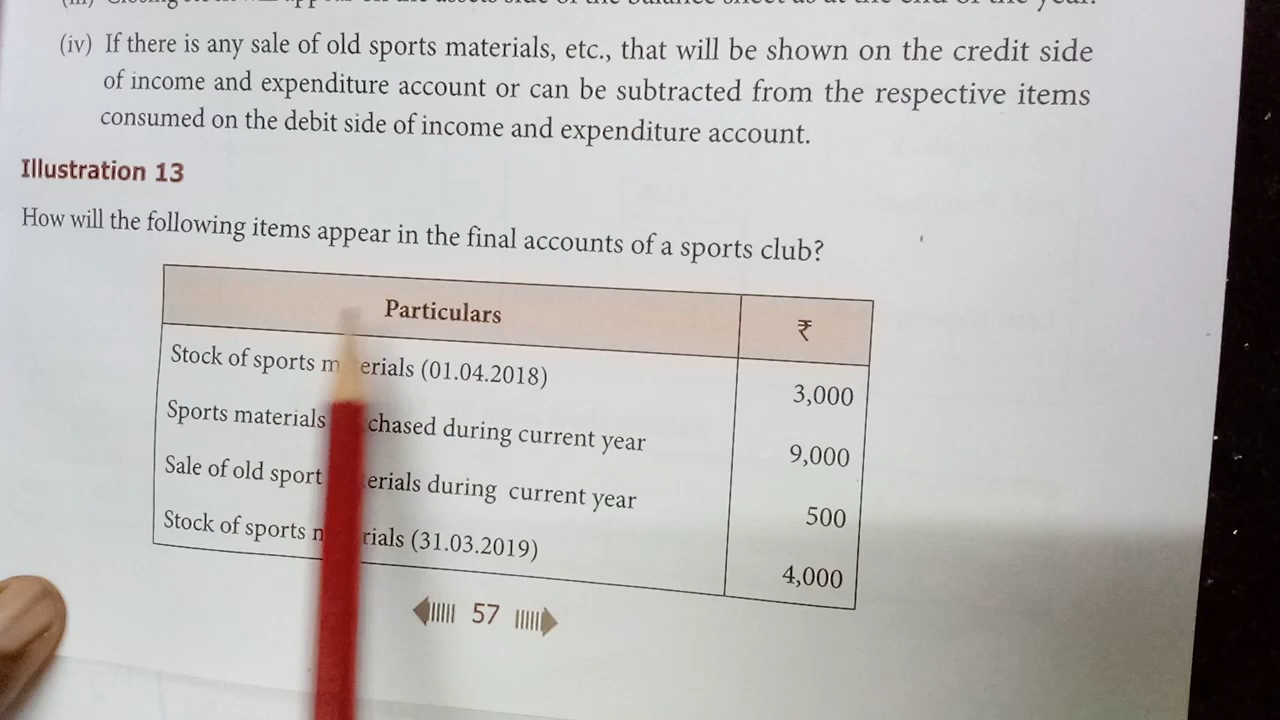 (iv) If there is any sale of old sports materials, etc., that will be shown on the credit side
of income and expenditure account or can be subtracted from the respective items
consumed on the debit side of income and expenditure account.
Illustration 13
How will the following items appear in the final accounts of a sports club?
Particulars ₹
Stock of sports m erials (01.04.2018) 3,000
Sports materials chased during current year 9,000
Sale of old sport erials during current year 500
Stock of sports rials (31.03.2019) 4,000
57